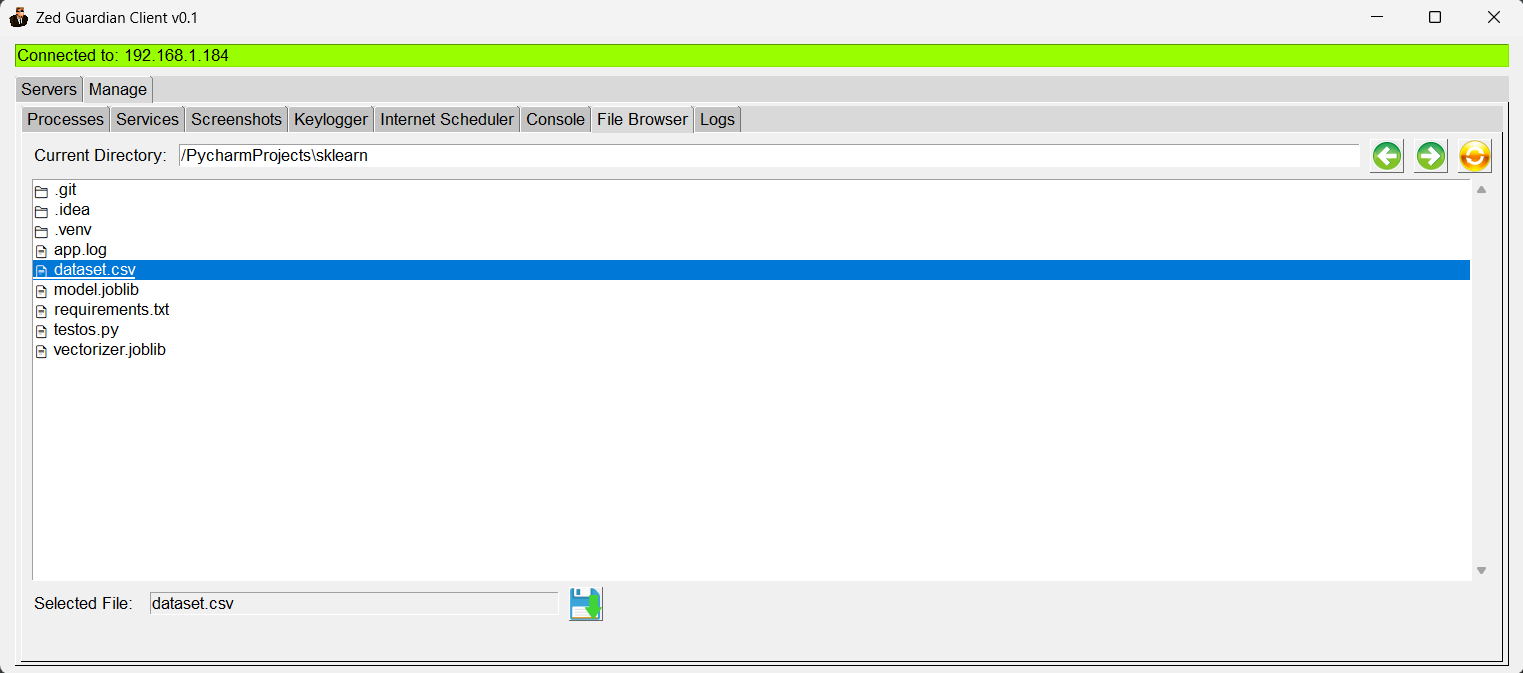 Zed Guardian Client v0.1
Connected to: 192.168.1.184
Servers Manage
Processes Services Screenshots Keylogger Internet Scheduler Console File Browser Logs
Current Directory: /PycharmProjects\sklearn
.git
.idea
.venv
app.log
dataset.csv
model.joblib
requirements.txt
testos.py
vectorizer.joblib
Selected File: dataset.csv